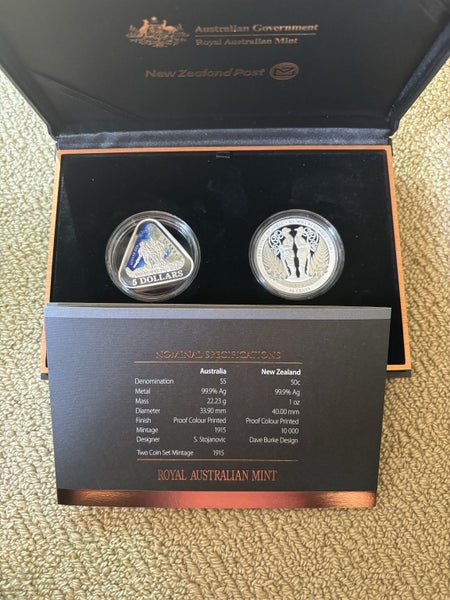 Australian Government
Royal Australian Mint
New Zealand Post
5 DOLLARS
NOMINAL SPECIFICATIONS
Australia New Zealand
Denomination $5 50c
Metal 99.9% Ag 99.9% Ag
Mass 22.23 g 1 oz
Diameter 33.90 mm 40.00 mm
Finish Proof Colour Printed Proof Colour Printed
Mintage 1915 10 000
Designer S. Stojanovic Dave Burke Design
Two Coin Set Mintage 1915
ROYAL AUSTRALIAN MINT